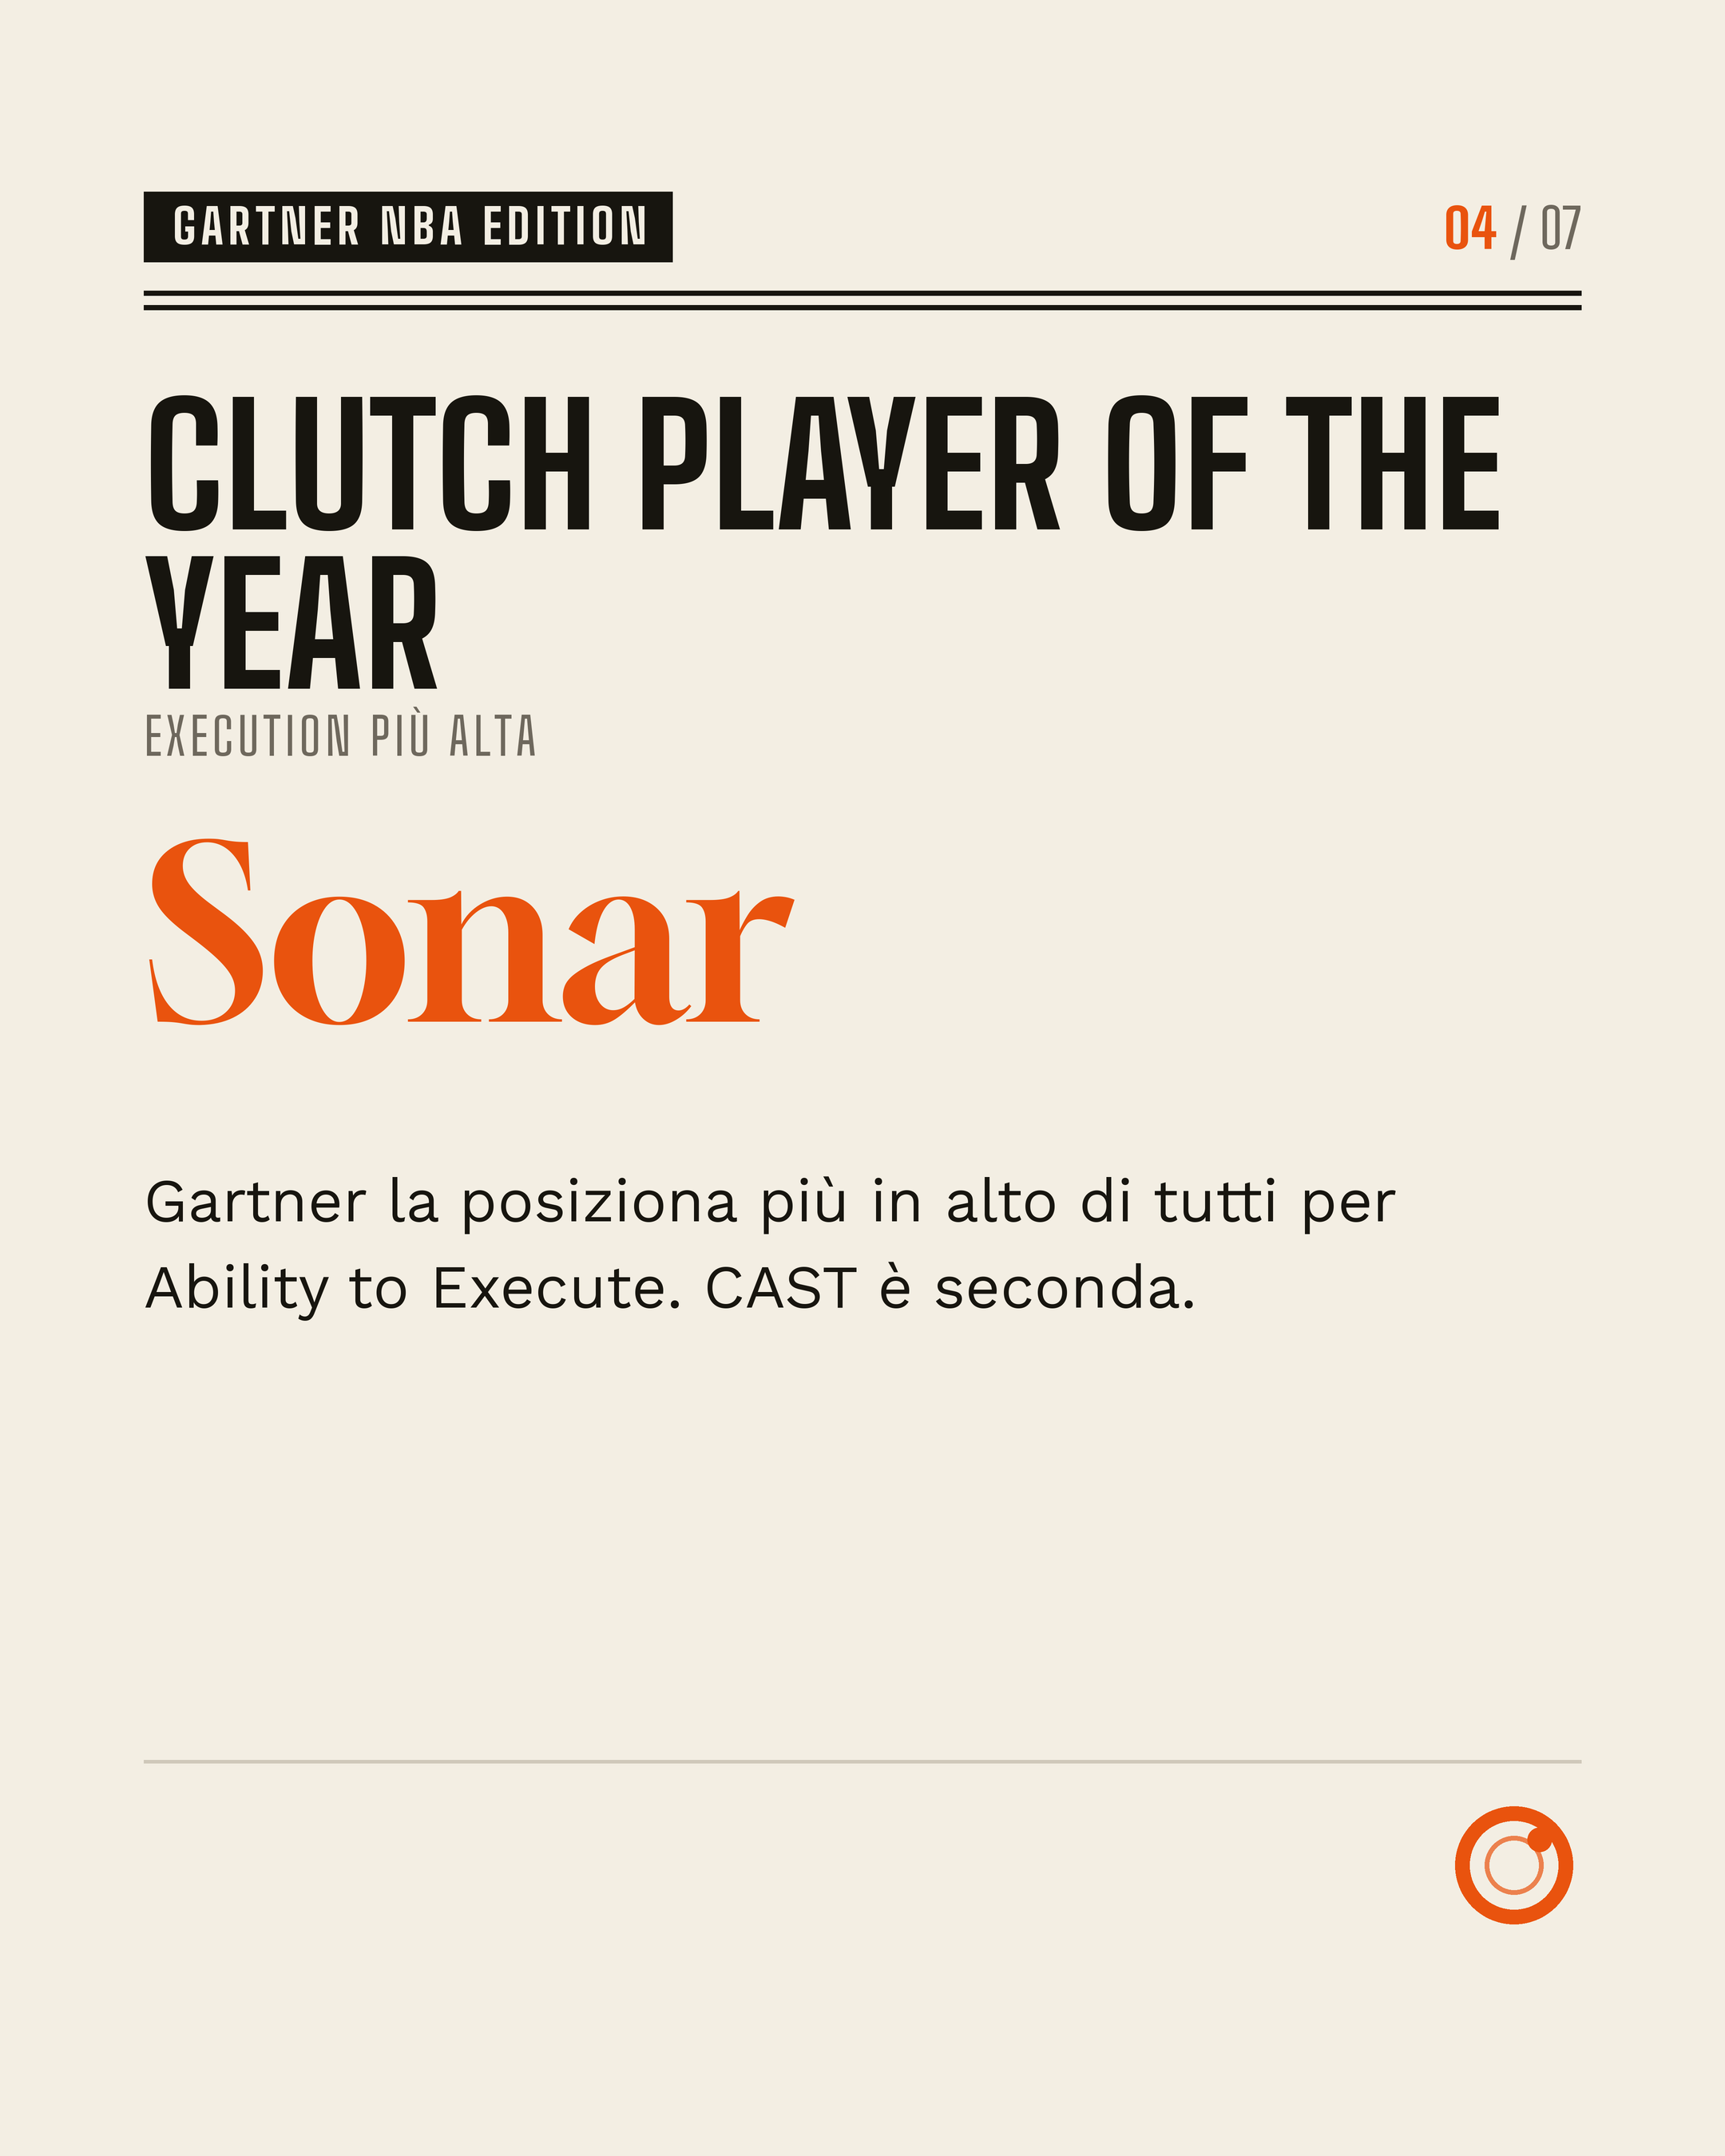 GARTNER NBA EDITION
04 / 07
CLUTCH PLAYER OF THE
YEAR
EXECUTION PIÙ ALTA
Sonar
Gartner la posiziona più in alto di tutti per
Ability to Execute. CAST è seconda.